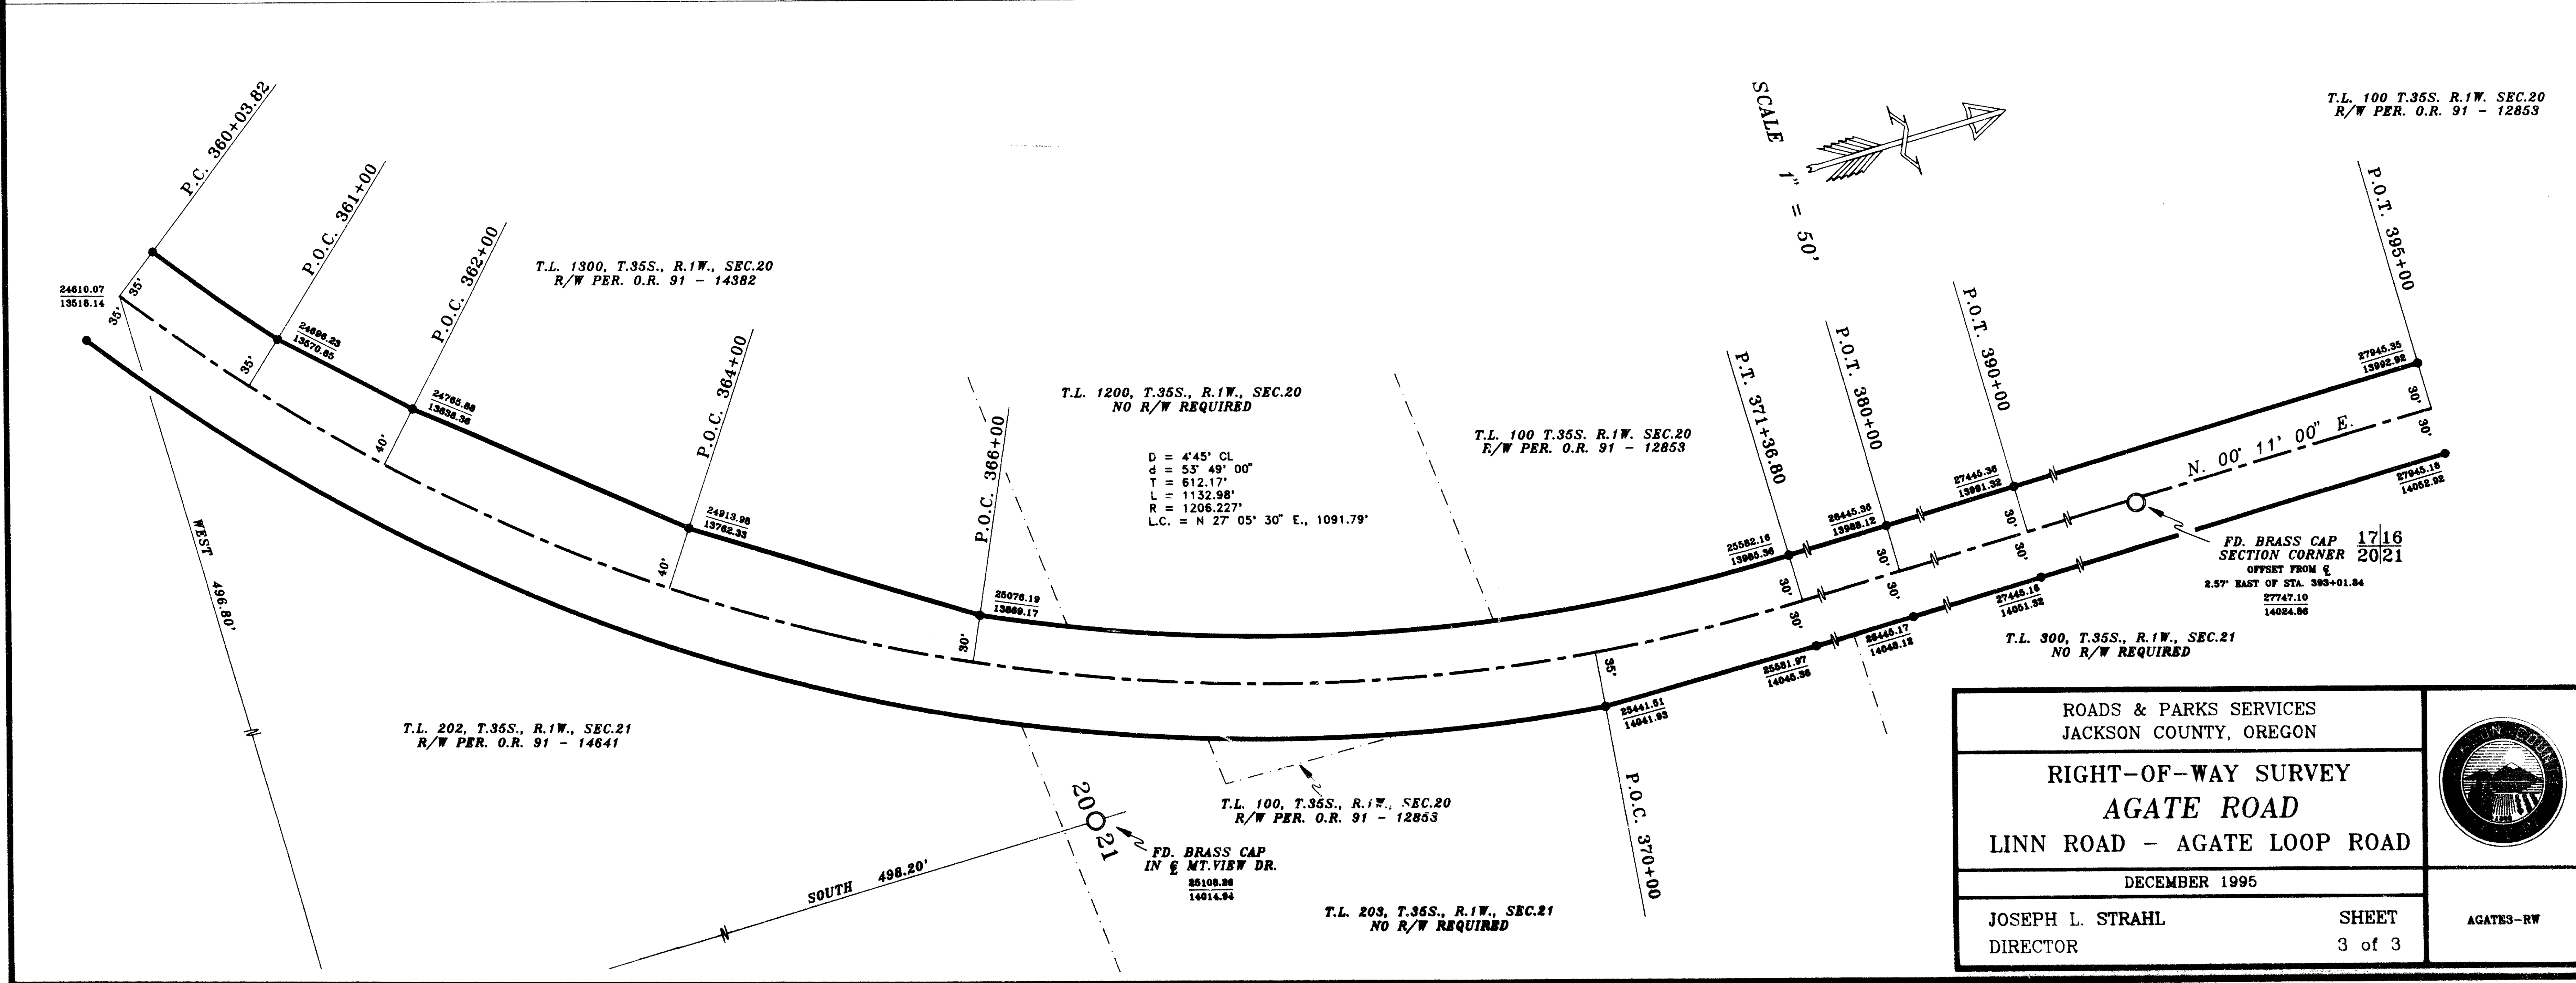 P.C. 360+03.82
P.O.C. 361+00
P.O.C. 362+00
P.O.C. 364+00
P.O.C. 366+00
24610.07
13518.14
35'
35'
35'
24696.23
13570.85
40'
24765.88
13638.36
40'
24913.98
13762.33
30'
25076.19
13869.17
T.L. 1300, T.35S., R.1W., SEC.20
R/W PER. O.R. 91 - 14382
T.L. 1200, T.35S., R.1W., SEC.20
NO R/W REQUIRED
D = 4°45' CL
d = 53° 49' 00"
T = 612.17'
L = 1132.98'
R = 1206.227'
L.C. = N 27° 05' 30" E., 1091.79'
T.L. 100 T.35S. R.1W. SEC.20
R/W PER. O.R. 91 - 12853
SCALE 1" = 50'
T.L. 100 T.35S. R.1W. SEC.20
R/W PER. O.R. 91 - 12853
P.T. 371+36.80
P.O.T. 380+00
P.O.T. 390+00
P.O.T. 395+00
25582.16
13985.36
26445.36
13988.12
27445.36
13991.32
27945.35
13992.92
30'
30'
30'
30'
30'
30'
30'
30'
N. 00° 11' 00" E.
27945.16
14052.92
27445.16
14051.32
26445.17
14048.12
25581.97
14045.36
35'
25441.51
14041.93
P.O.C. 370+00
FD. BRASS CAP
SECTION CORNER
17|16
20|21
OFFSET FROM ℄
2.57' EAST OF STA. 393+01.84
27747.10
14024.86
T.L. 300, T.35S., R.1W., SEC.21
NO R/W REQUIRED
WEST 496.80'
T.L. 202, T.35S., R.1W., SEC.21
R/W PER. O.R. 91 - 14641
T.L. 100, T.35S., R.1W., SEC.20
R/W PER. O.R. 91 - 12853
20
21
FD. BRASS CAP
IN ℄ MT.VIEW DR.
25108.26
14014.94
SOUTH 498.20'
T.L. 203, T.35S., R.1W., SEC.21
NO R/W REQUIRED
ROADS & PARKS SERVICES
JACKSON COUNTY, OREGON
RIGHT-OF-WAY SURVEY
AGATE ROAD
LINN ROAD - AGATE LOOP ROAD
DECEMBER 1995
JOSEPH L. STRAHL
DIRECTOR
SHEET
3 of 3
AGATE3-RW